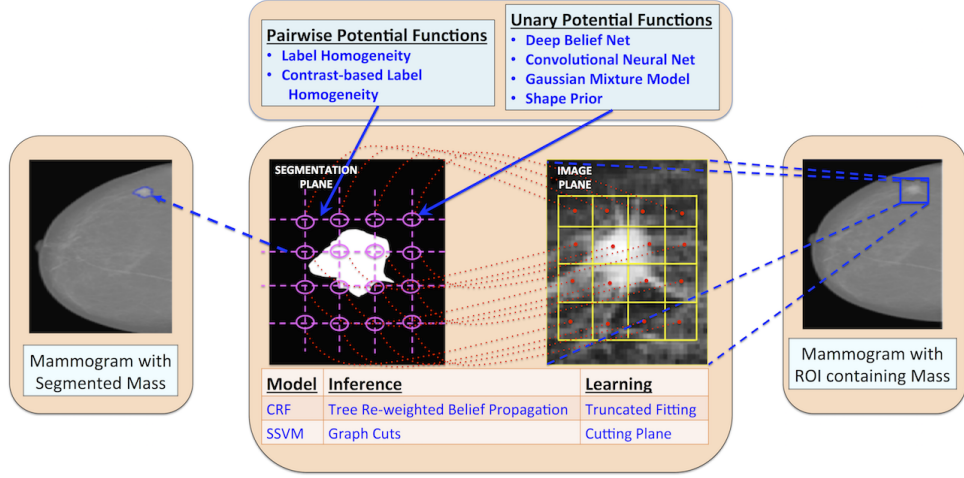 Pairwise Potential Functions
• Label Homogeneity
• Contrast-based Label
Homogeneity
Unary Potential Functions
• Deep Belief Net
• Convolutional Neural Net
• Gaussian Mixture Model
• Shape Prior
SEGMENTATION
PLANE
IMAGE
PLANE
Mammogram with
Segmented Mass
Mammogram with
ROI containing Mass
Model Inference Learning
CRF Tree Re-weighted Belief Propagation Truncated Fitting
SSVM Graph Cuts Cutting Plane